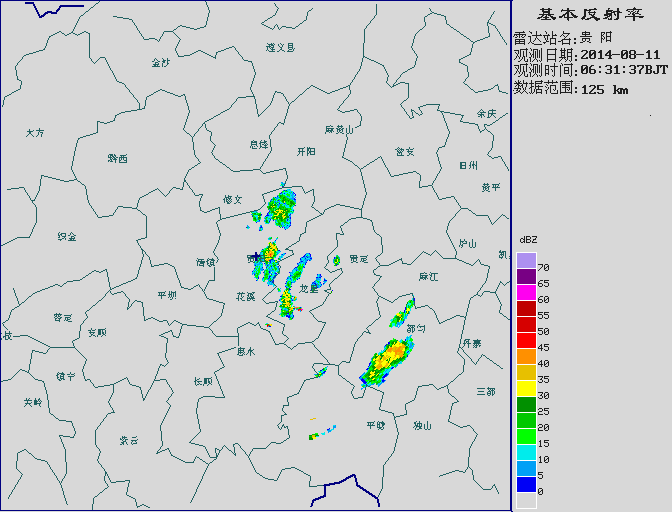 基本反射率
雷达站名: 贵 阳
观测日期: 2014-08-11
观测时间: 06:31:37BJT
数据范围: 125 km
遵义县
金沙
余庆
大方
麻黄山
息烽
开阳
瓮安
黔西
旧州
黄平
修文
织金
炉山
凯
清镇
贵定
麻江
平坝
花溪
龙里
普定
安顺
都匀
丹寨
枝
惠水
镇宁
长顺
三都
关岭
平塘
独山
紫云
dBZ
70
65
60
55
50
45
40
35
30
25
20
15
10
5
0